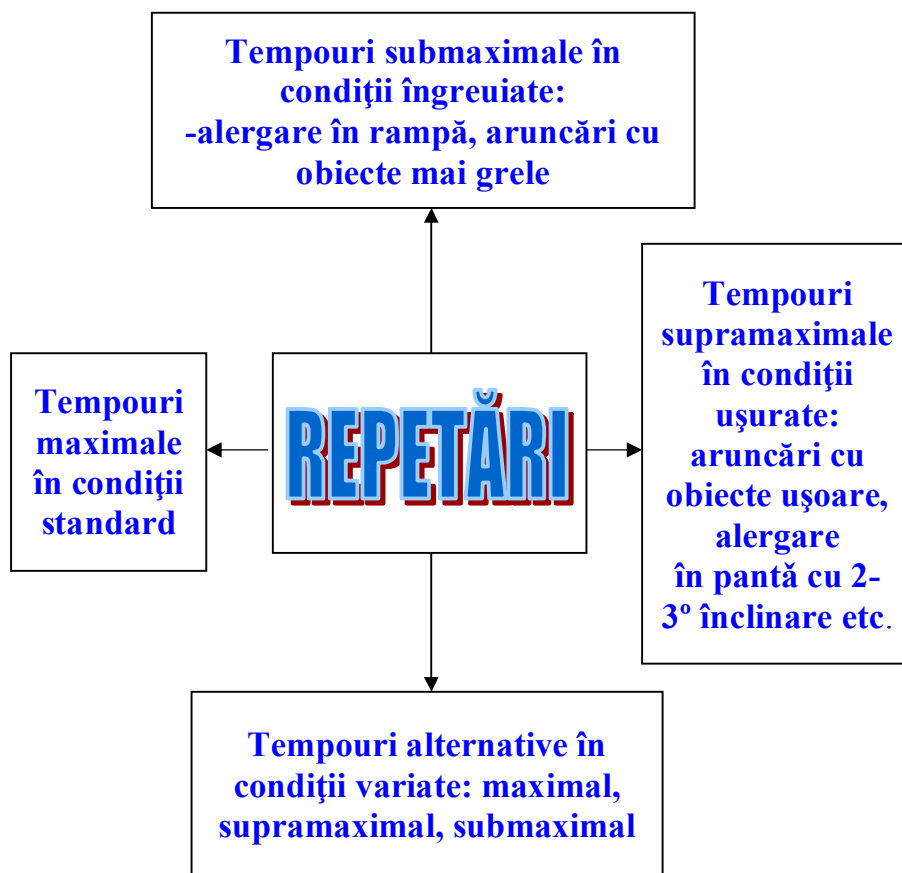 Tempouri submaximale în
condiţii îngreuiate:
-alergare în rampă, aruncări cu
obiecte mai grele
Tempouri
maximale
în condiţii
standard
REPETĂRI
Tempouri
supramaximale
în condiţii
uşurate:
aruncări cu
obiecte uşoare,
alergare
în pantă cu 2-
3º înclinare etc.
Tempouri alternative în
condiţii variate: maximal,
supramaximal, submaximal